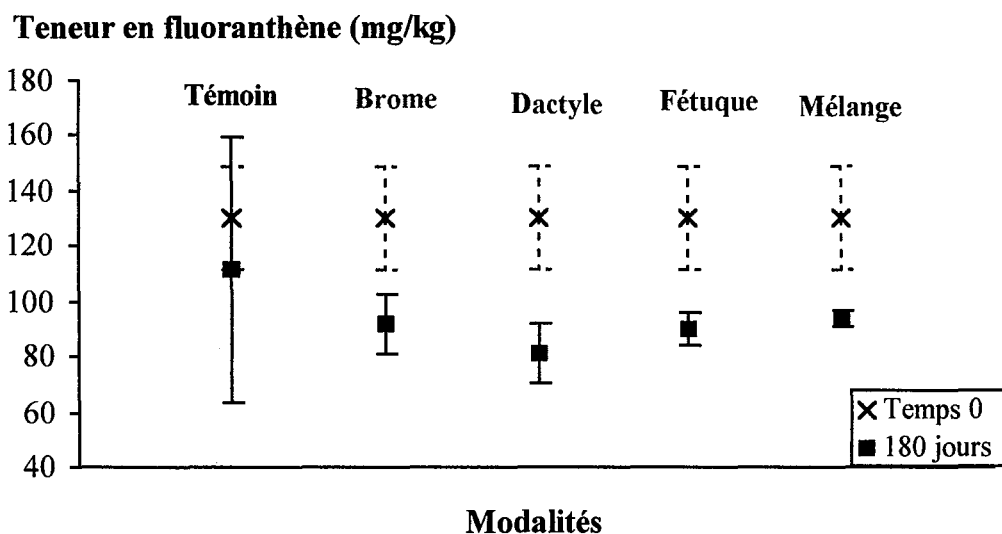 Teneur en fluoranthène (mg/kg)
180
160
140
120
100
80
60
40
Témoin Brome Dactyle Fétuque Mélange
Temps 0
180 jours
Modalités